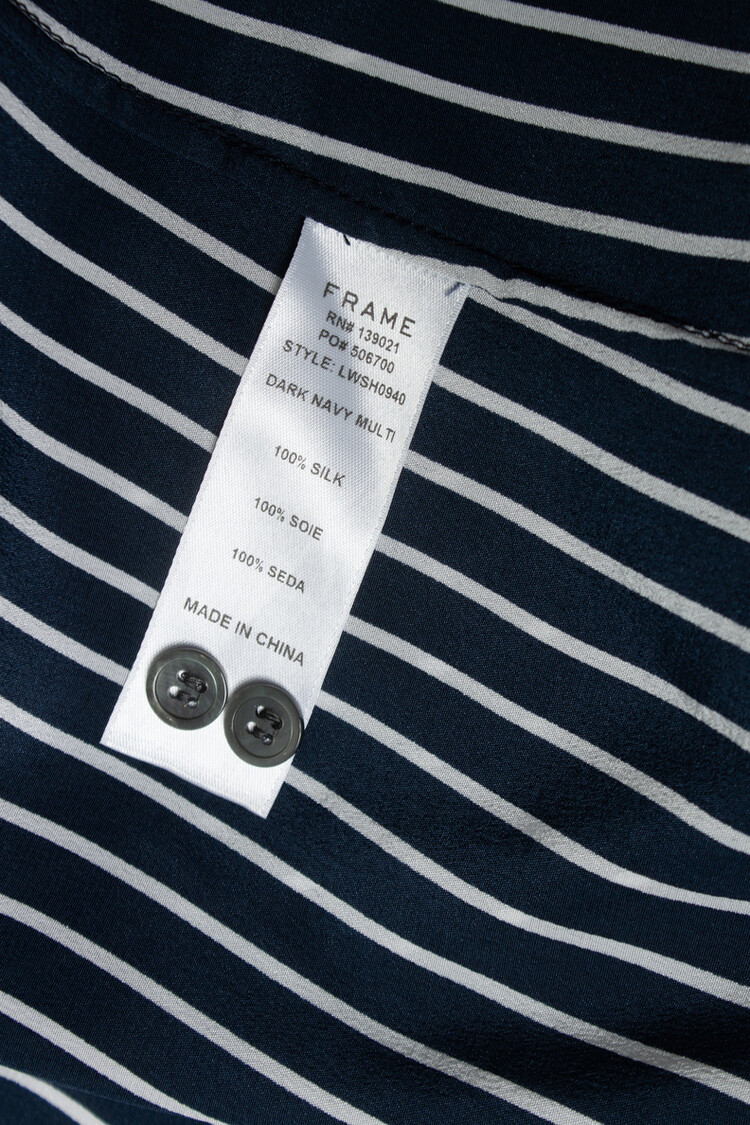 FRAME
RN# 139021
PO# 506700
STYLE: LWSH0940
DARK NAVY MULTI
100% SILK
100% SOIE
100% SEDA
MADE IN CHINA